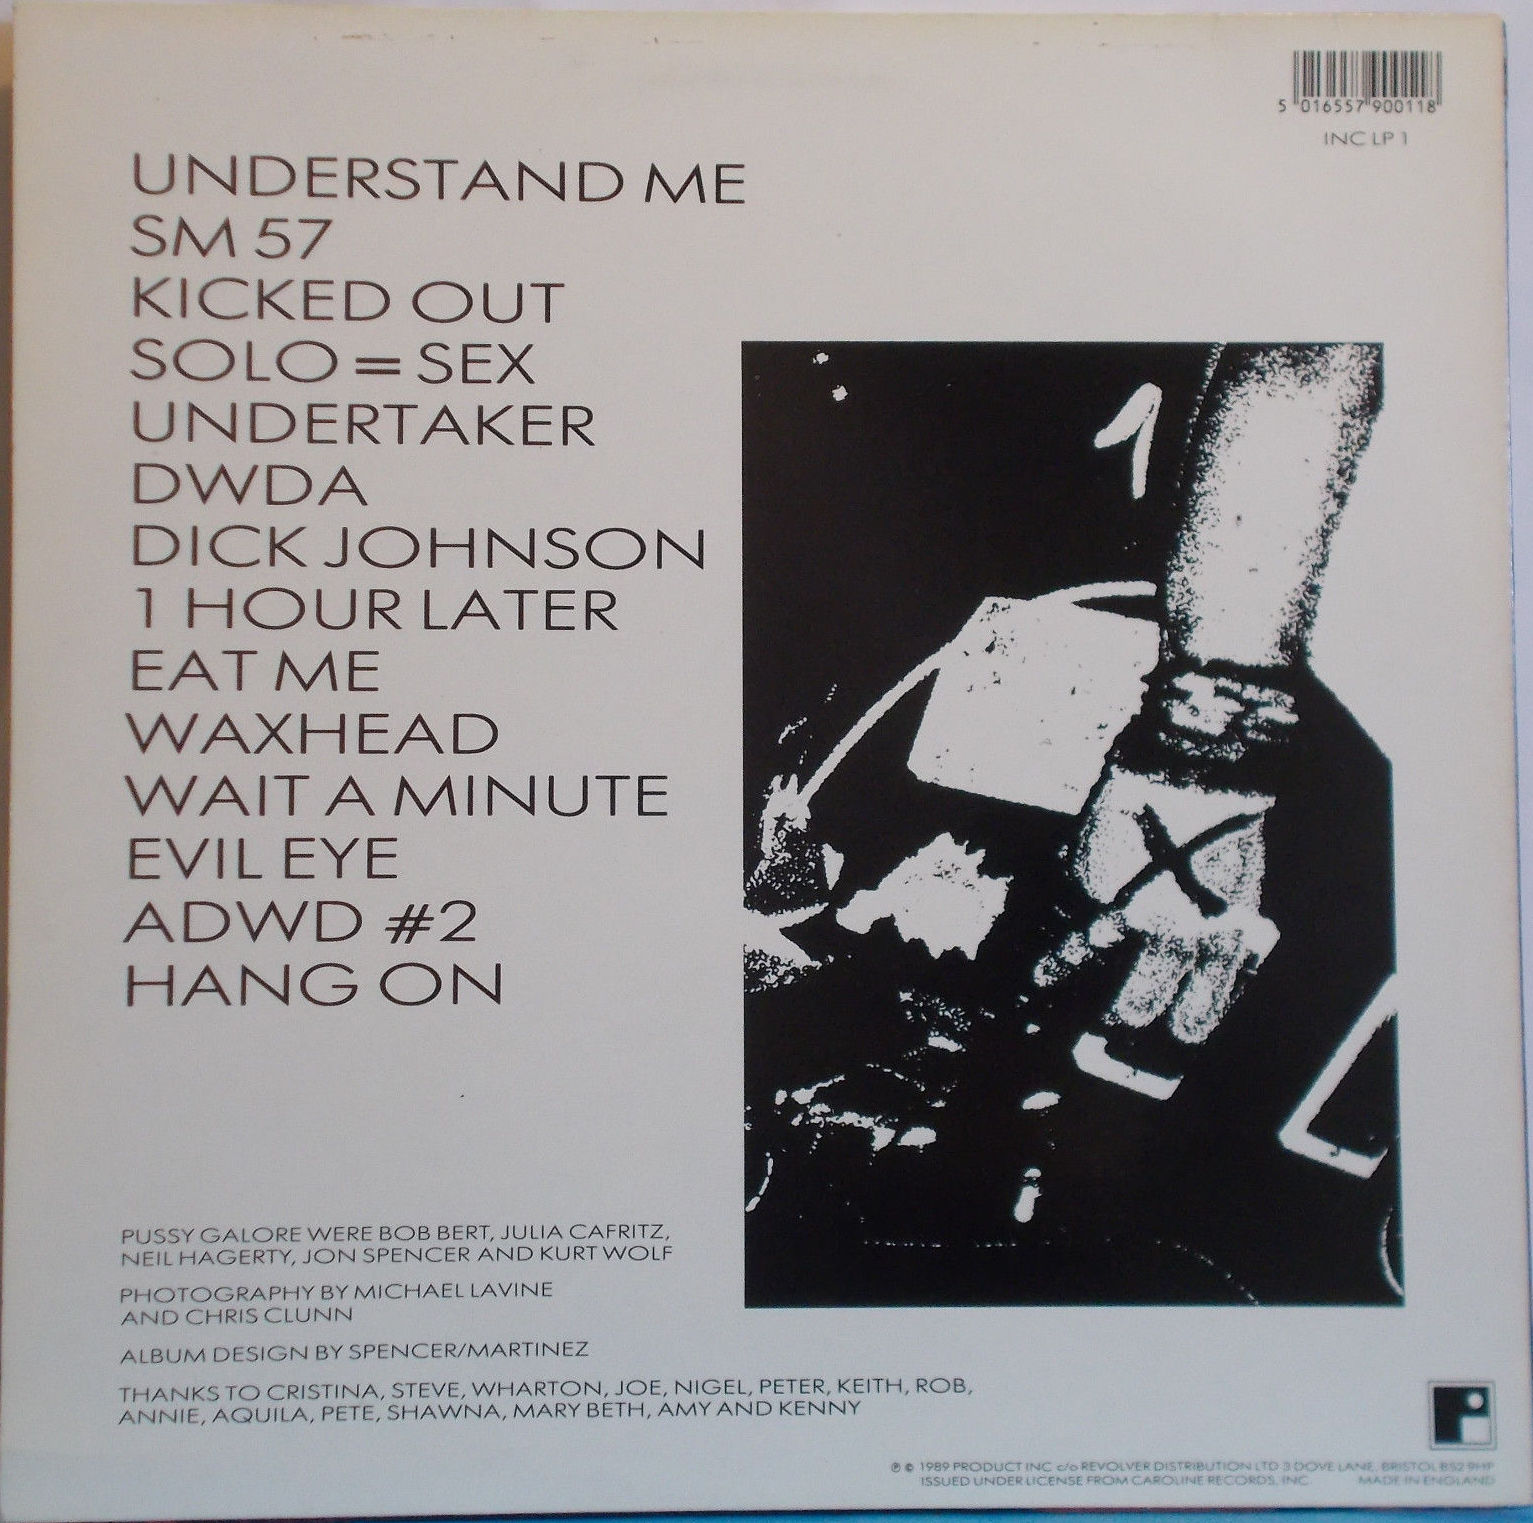 5 016557 900118
INC LP 1
UNDERSTAND ME
SM 57
KICKED OUT
SOLO = SEX
UNDERTAKER
DWDA
DICK JOHNSON
1 HOUR LATER
EAT ME
WAXHEAD
WAIT A MINUTE
EVIL EYE
ADWD #2
HANG ON
1
X
PUSSY GALORE WERE BOB BERT, JULIA CAFRITZ,
NEIL HAGERTY, JON SPENCER AND KURT WOLF
PHOTOGRAPHY BY MICHAEL LAVINE
AND CHRIS CLUNN
ALBUM DESIGN BY SPENCER/MARTINEZ
THANKS TO CRISTINA, STEVE, WHARTON, JOE, NIGEL, PETER, KEITH, ROB,
ANNIE, AQUILA, PETE, SHAWNA, MARY BETH, AMY AND KENNY
℗ © 1989 PRODUCT INC c/o REVOLVER DISTRIBUTION LTD 3 DOVE LANE, BRISTOL BS2 9HP
ISSUED UNDER LICENSE FROM CAROLINE RECORDS, INC. MADE IN ENGLAND